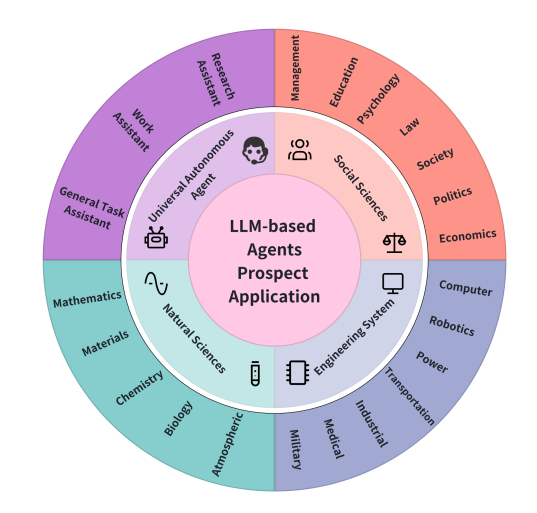 LLM-based
Agents
Prospect
Application
Universal Autonomous
Agent
Social Sciences
Engineering System
Natural Sciences
Management
Education
Psychology
Law
Society
Politics
Economics
Computer
Robotics
Power
Transportation
Industrial
Medical
Military
Atmospheric
Biology
Chemistry
Materials
Mathematics
General Task
Assistant
Work
Assistant
Research
Assistant